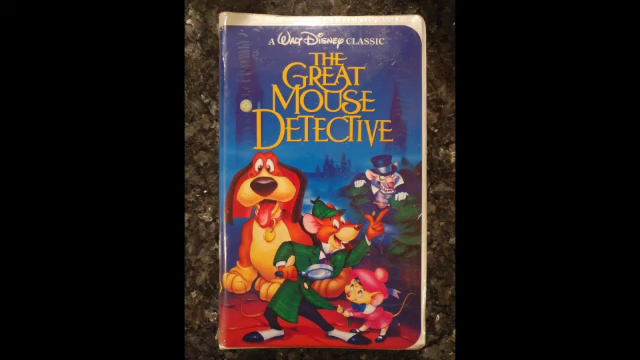 A WALT DISNEY CLASSIC
THE
GREAT
MOUSE
DETECTIVE